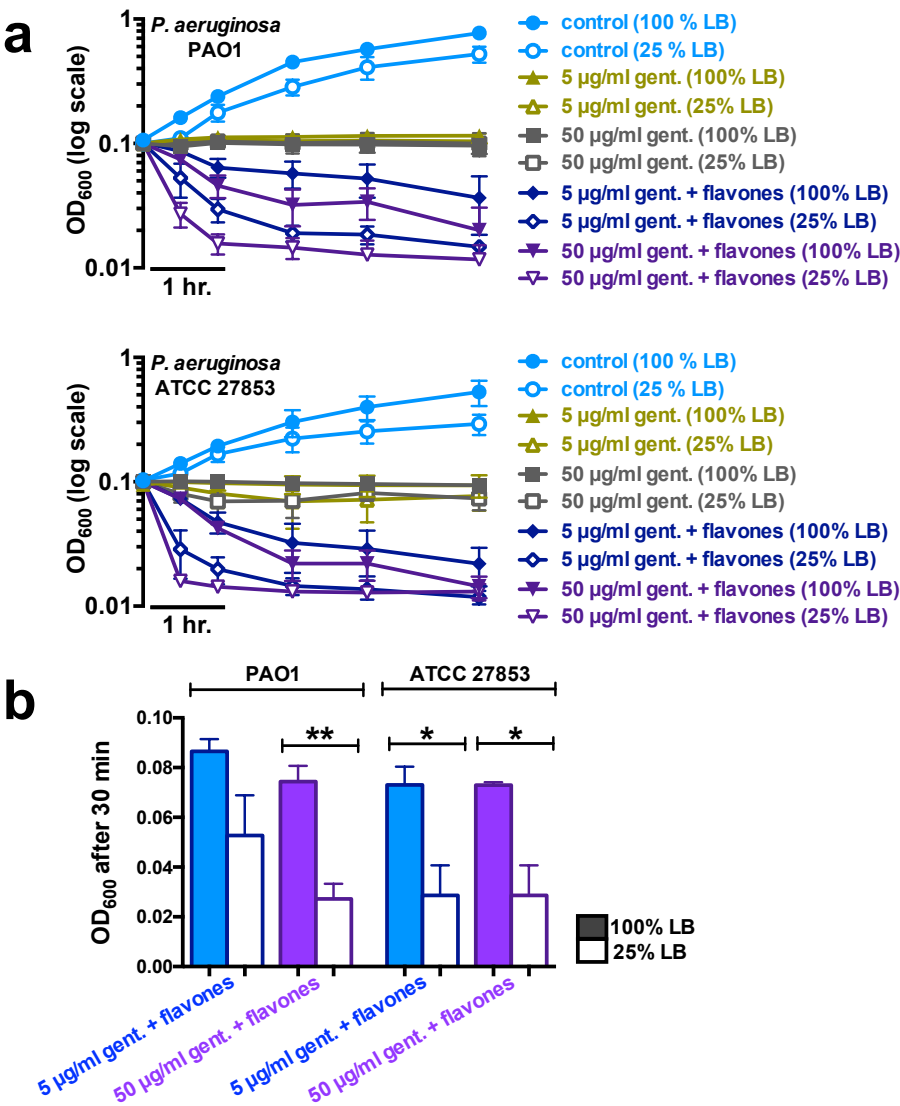 a
P. aeruginosa
PAO1
OD600 (log scale)
1
0.1
0.01
1 hr.
control (100 % LB)
control (25 % LB)
5 µg/ml gent. (100% LB)
5 µg/ml gent. (25% LB)
50 µg/ml gent. (100% LB)
50 µg/ml gent. (25% LB)
5 µg/ml gent. + flavones (100% LB)
5 µg/ml gent. + flavones (25% LB)
50 µg/ml gent. + flavones (100% LB)
50 µg/ml gent. + flavones (25% LB)
P. aeruginosa
ATCC 27853
OD600 (log scale)
1
0.1
0.01
1 hr.
control (100 % LB)
control (25 % LB)
5 µg/ml gent. (100% LB)
5 µg/ml gent. (25% LB)
50 µg/ml gent. (100% LB)
50 µg/ml gent. (25% LB)
5 µg/ml gent. + flavones (100% LB)
5 µg/ml gent. + flavones (25% LB)
50 µg/ml gent. + flavones (100% LB)
50 µg/ml gent. + flavones (25% LB)
b
PAO1
ATCC 27853
OD600 after 30 min
0.10
0.08
0.06
0.04
0.02
0.00
**
*
*
5 µg/ml gent. + flavones
50 µg/ml gent. + flavones
5 µg/ml gent. + flavones
50 µg/ml gent. + flavones
100% LB
25% LB